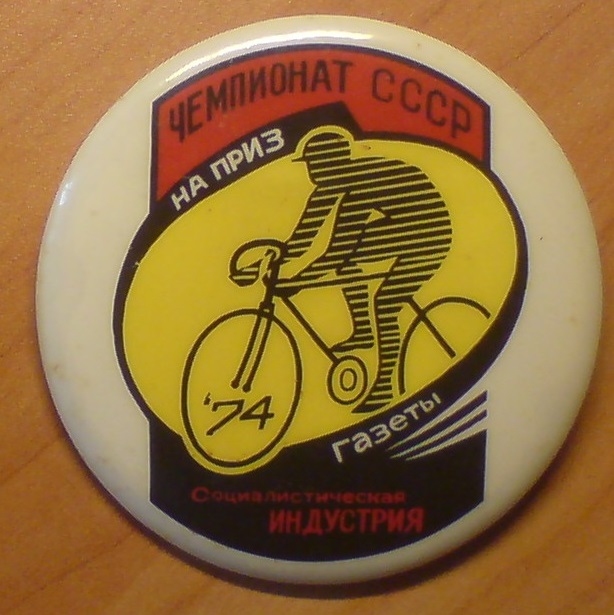 ЧЕМПИОНАТ СССР
НА ПРИЗ
'74
газеты
Социалистическая
ИНДУСТРИЯ